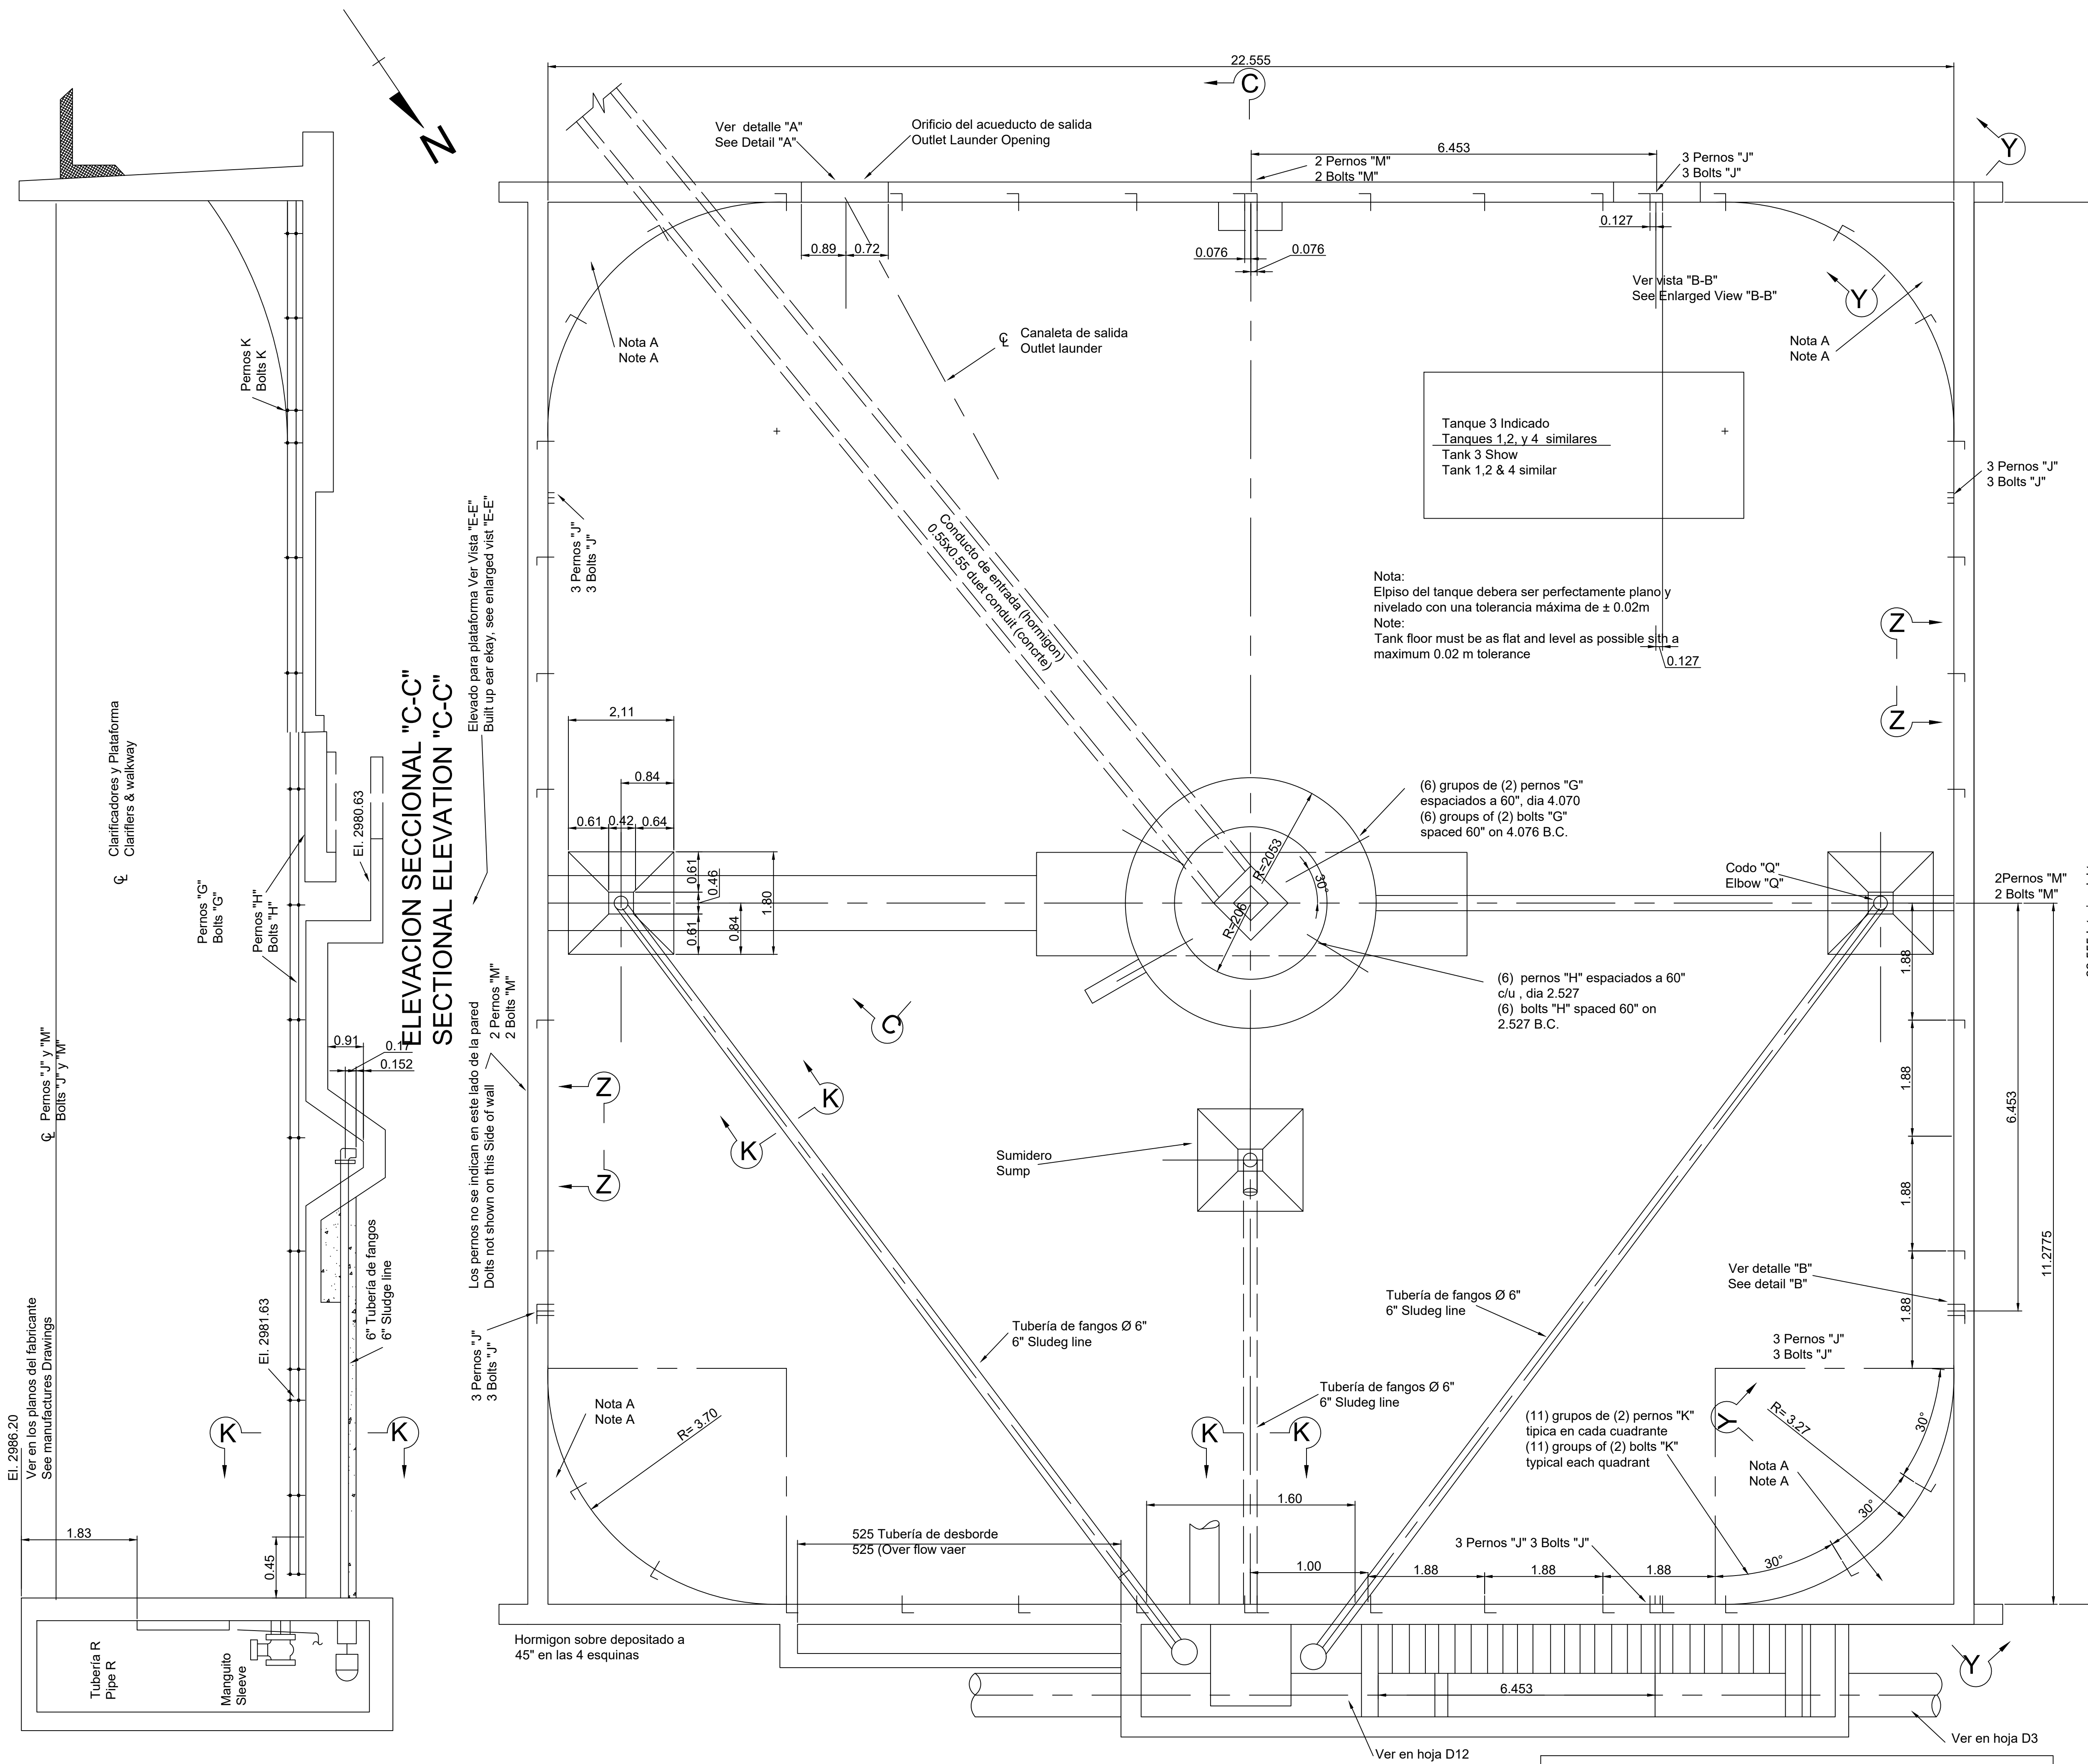 22.555
C
Y
N
Ver detalle "A"
See Detail "A"
Orificio del acueducto de salida
Outlet Launder Opening
2 Pernos "M"
2 Bolts "M"
6.453
3 Pernos "J"
3 Bolts "J"
0.127
0.89
0.72
0.076
0.076
Ver vista "B-B"
See Enlarged View "B-B"
Y
Nota A
Note A
Nota A
Note A
Canaleta de salida
Outlet launder
Pernos K
Bolts K
Tanque 3 Indicado
Tanques 1,2, y 4 similares
Tank 3 Show
Tank 1,2 & 4 similar
3 Pernos "J"
3 Bolts "J"
3 Pernos "J"
3 Bolts "J"
Elevado para plataforma Ver Vista "E-E"
Built up ear ekay, see enlarged vist "E-E"
Conducto de entrada (hormigon)
0.55x0.55 duet conduit (concrte)
Nota:
Elpiso del tanque debera ser perfectamente plano y
nivelado con una tolerancia máxima de ± 0.02m
Note:
Tank floor must be as flat and level as possible sith a
maximum 0.02 m tolerance
0.127
Z
Z
Clarificadores y Plataforma
Clariflers & walkway
ELEVACION SECCIONAL "C-C"
SECTIONAL ELEVATION "C-C"
El. 2980.63
2,11
0.84
0.61
0.42
0.64
0.61
0.46
0.61
0.84
1.80
(6) grupos de (2) pernos "G"
espaciados a 60", dia 4.070
(6) groups of (2) bolts "G"
spaced 60" on 4.076 B.C.
R=2053
30°
R=206
Codo "Q"
Elbow "Q"
2Pernos "M"
2 Bolts "M"
Pernos "G"
Bolts "G"
Pernos "H"
Bolts "H"
(6) pernos "H" espaciados a 60"
c/u , dia 2.527
(6) bolts "H" spaced 60" on
2.527 B.C.
0.91
0.17
0.152
Pernos "J" y "M"
Bolts "J" y "M"
Los pernos no se indican en este lado de la pared
Dolts not shown on this Side of wall
2 Pernos "M"
2 Bolts "M"
C
K
K
Z
Z
Sumidero
Sump
1.88
1.88
1.88
1.88
6.453
11.2775
Ver detalle "B"
See detail "B"
3 Pernos "J"
3 Bolts "J"
Tubería de fangos Ø 6"
6" Sludeg line
Tubería de fangos Ø 6"
6" Sludeg line
Tubería de fangos Ø 6"
6" Sludeg line
6" Tubería de fangos
6" Sludge line
El. 2981.63
3 Pernos "J"
3 Bolts "J"
El. 2986.20
Ver en los planos del fabricante
See manufactures Drawings
K
K
K
K
Nota A
Note A
R= 3.70
(11) grupos de (2) pernos "K"
tipica en cada cuadrante
(11) groups of (2) bolts "K"
typical each quadrant
Y
R= 3.27
30°
30°
30°
Nota A
Note A
1.83
0.45
525 Tubería de desborde
525 (Over flow vaer
1.60
1.00
1.88
1.88
1.88
3 Pernos "J" 3 Bolts "J"
Hormigon sobre depositado a
45" en las 4 esquinas
Tubería R
Pipe R
Manguito
Sleeve
6.453
Y
Ver en hoja D3
Ver en hoja D12